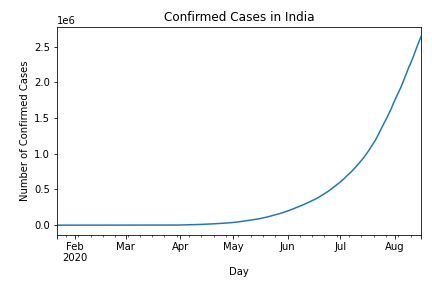 Confirmed Cases in India
1e6
2.5
2.0
1.5
1.0
0.5
0.0
Number of Confirmed Cases
Feb Mar Apr May Jun Jul Aug
2020
Day